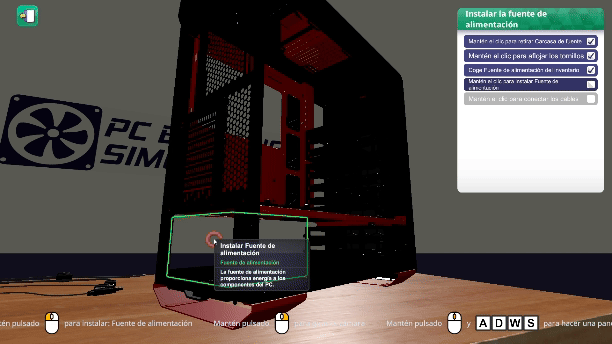 Instalar la fuente de
alimentación
Mantén el clic para retirar Carcasa de fuente
Mantén el clic para aflojar los tornillos
Coge Fuente de alimentación del inventario
Mantén el clic para instalar Fuente de
alimentación
Mantén el clic para conectar los cables
PC B
SIM
Instalar Fuente de
alimentación
Fuente de alimentación
La fuente de alimentación
proporciona energía a los
componentes del PC.
tén pulsado para instalar: Fuente de alimentación Mantén pulsado Mantén pulsado y A D W S para hacer una pan